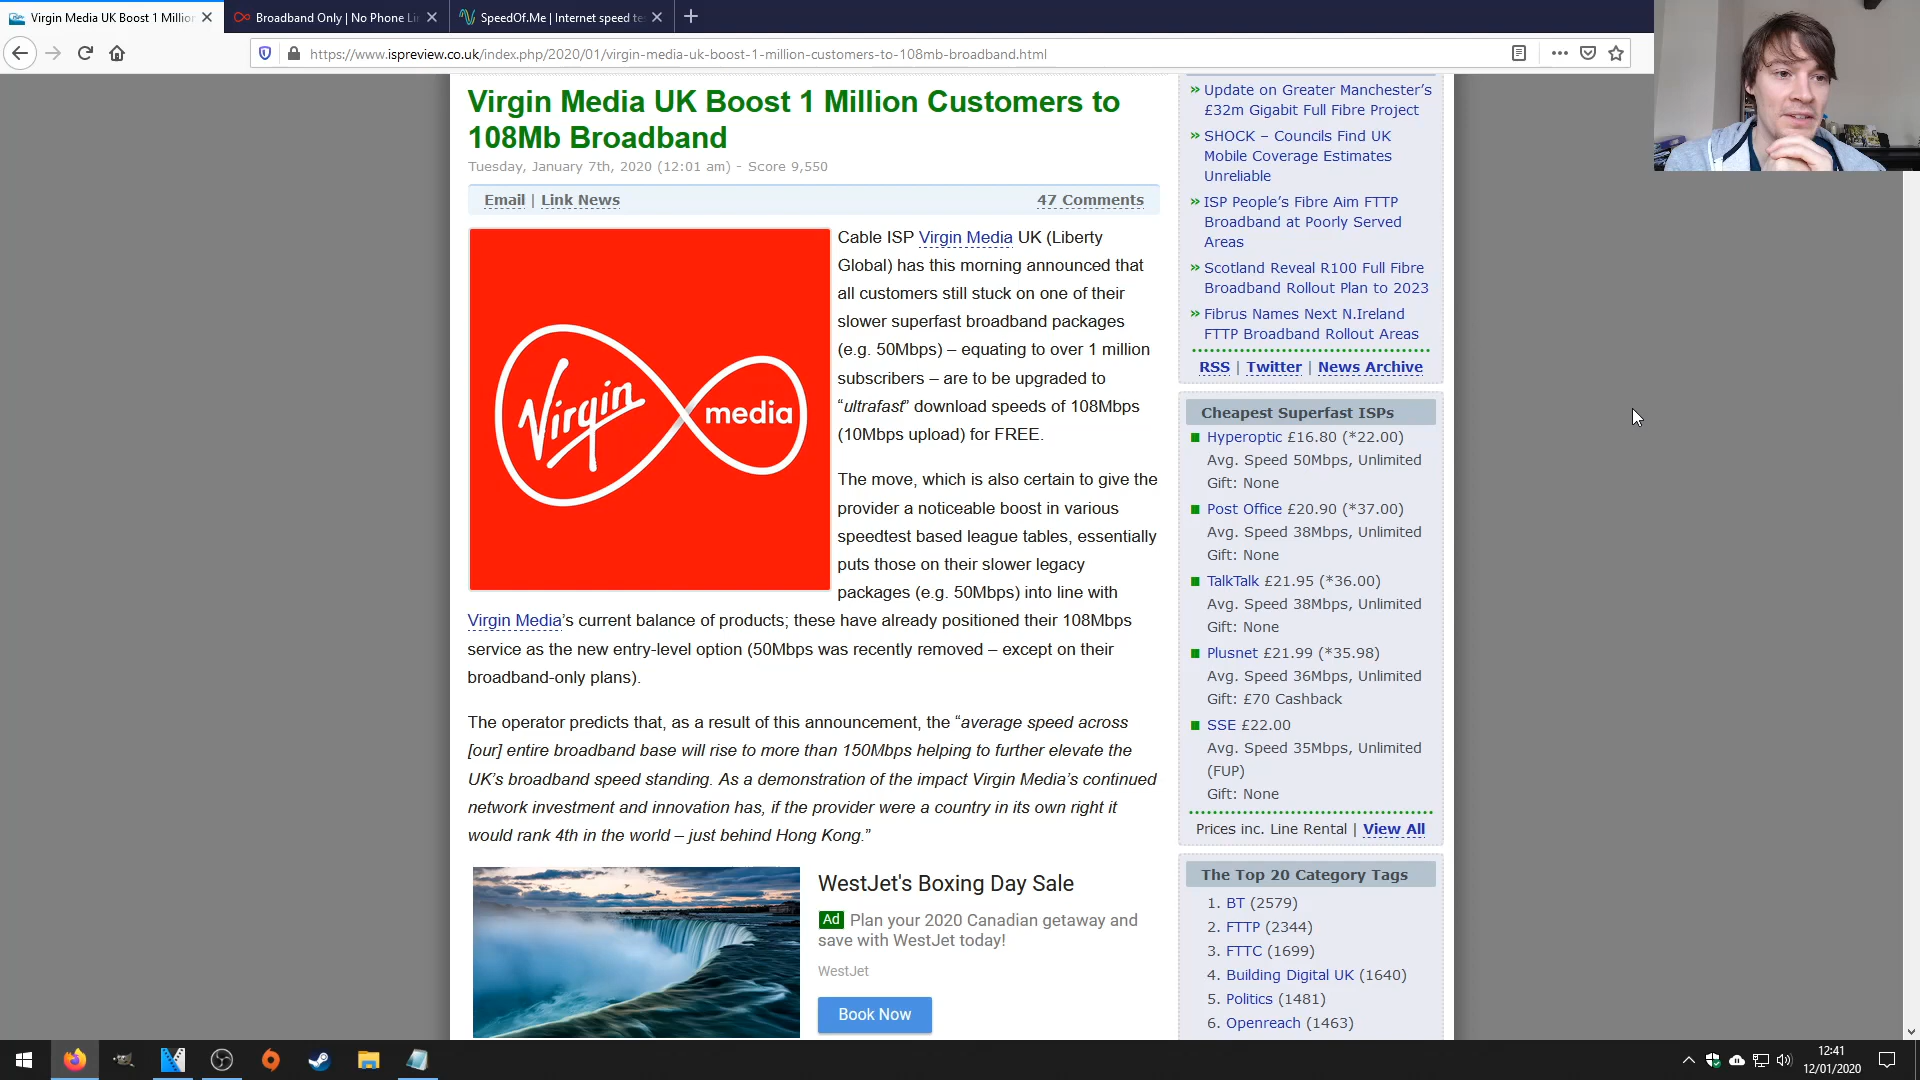 Virgin Media UK Boost 1 Million
Broadband Only | No Phone Li
SpeedOf.Me | Internet speed te
https://www.ispreview.co.uk/index.php/2020/01/virgin-media-uk-boost-1-million-customers-to-108mb-broadband.html
Virgin Media UK Boost 1 Million Customers to
108Mb Broadband
Tuesday, January 7th, 2020 (12:01 am) - Score 9,550
Email | Link News
47 Comments
Virgin media
Cable ISP Virgin Media UK (Liberty
Global) has this morning announced that
all customers still stuck on one of their
slower superfast broadband packages
(e.g. 50Mbps) – equating to over 1 million
subscribers – are to be upgraded to
“ultrafast” download speeds of 108Mbps
(10Mbps upload) for FREE.
The move, which is also certain to give the
provider a noticeable boost in various
speedtest based league tables, essentially
puts those on their slower legacy
packages (e.g. 50Mbps) into line with
Virgin Media’s current balance of products; these have already positioned their 108Mbps
service as the new entry-level option (50Mbps was recently removed – except on their
broadband-only plans).
The operator predicts that, as a result of this announcement, the “average speed across
[our] entire broadband base will rise to more than 150Mbps helping to further elevate the
UK’s broadband speed standing. As a demonstration of the impact Virgin Media’s continued
network investment and innovation has, if the provider were a country in its own right it
would rank 4th in the world – just behind Hong Kong.”
WestJet's Boxing Day Sale
Ad Plan your 2020 Canadian getaway and
save with WestJet today!
WestJet
Book Now
» Update on Greater Manchester’s
£32m Gigabit Full Fibre Project
» SHOCK – Councils Find UK
Mobile Coverage Estimates
Unreliable
» ISP People’s Fibre Aim FTTP
Broadband at Poorly Served
Areas
» Scotland Reveal R100 Full Fibre
Broadband Rollout Plan to 2023
» Fibrus Names Next N.Ireland
FTTP Broadband Rollout Areas
RSS | Twitter | News Archive
Cheapest Superfast ISPs
Hyperoptic £16.80 (*22.00)
Avg. Speed 50Mbps, Unlimited
Gift: None
Post Office £20.90 (*37.00)
Avg. Speed 38Mbps, Unlimited
Gift: None
TalkTalk £21.95 (*36.00)
Avg. Speed 38Mbps, Unlimited
Gift: None
Plusnet £21.99 (*35.98)
Avg. Speed 36Mbps, Unlimited
Gift: £70 Cashback
SSE £22.00
Avg. Speed 35Mbps, Unlimited
(FUP)
Gift: None
Prices inc. Line Rental | View All
The Top 20 Category Tags
1. BT (2579)
2. FTTP (2344)
3. FTTC (1699)
4. Building Digital UK (1640)
5. Politics (1481)
6. Openreach (1463)
12:41
12/01/2020